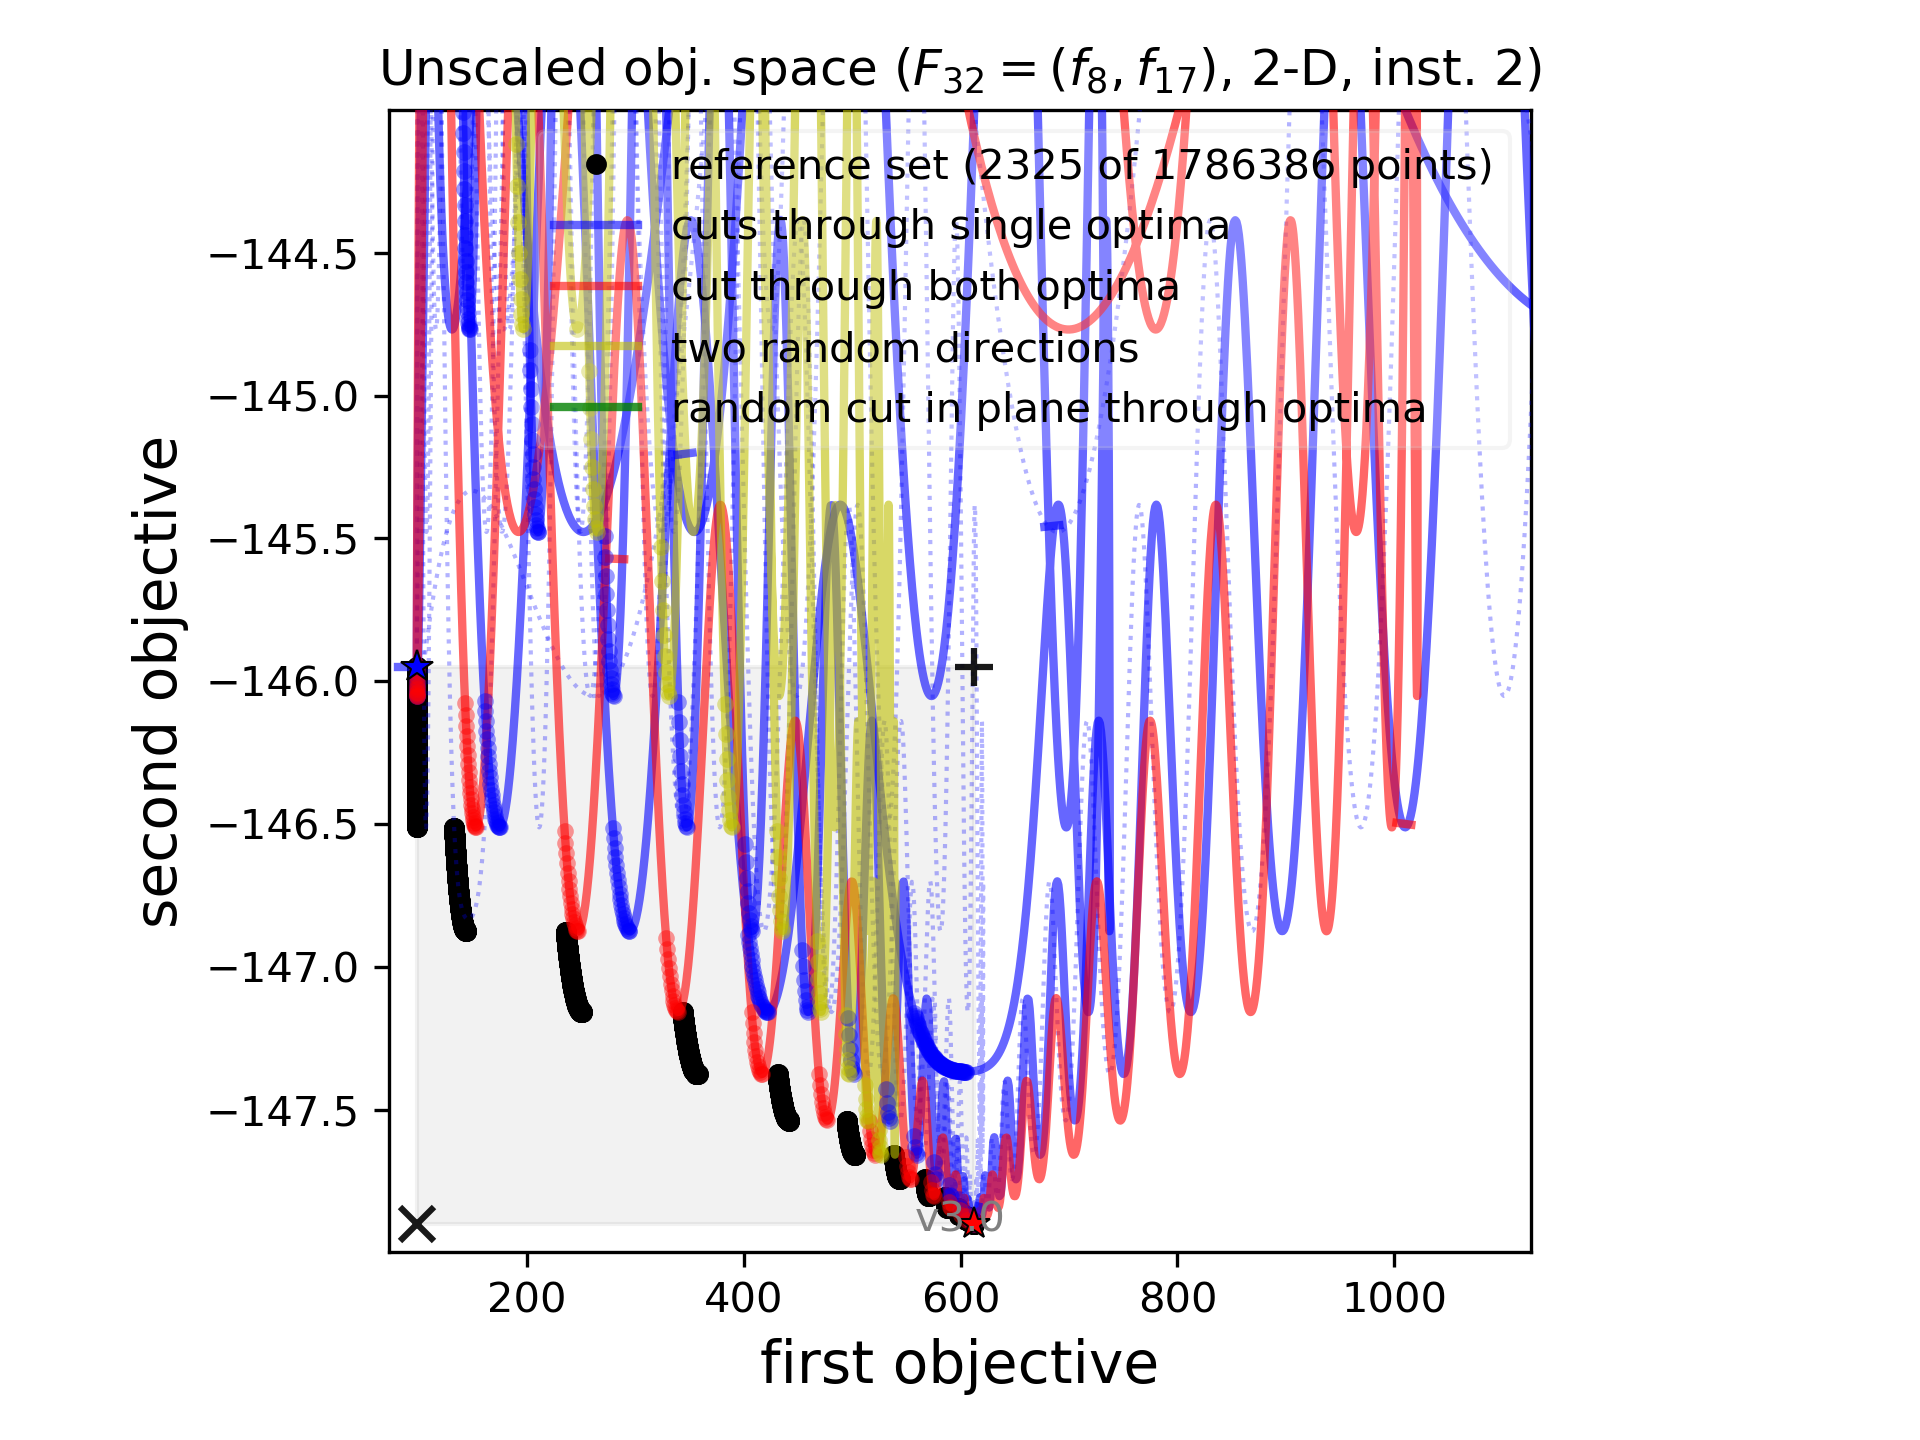 Unscaled obj. space (F32 = (f8, f17), 2-D, inst. 2)
reference set (2325 of 1786386 points)
cuts through single optima
cut through both optima
two random directions
random cut in plane through optima
−144.5
−145.0
−145.5
−146.0
−146.5
−147.0
−147.5
second objective
v3.0
200 400 600 800 1000
first objective